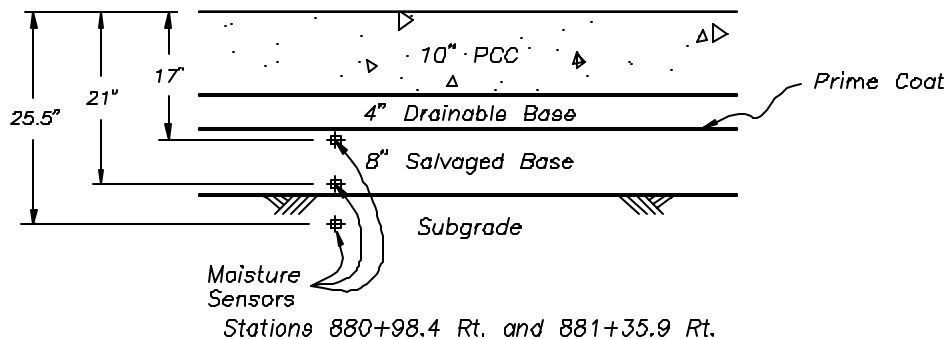 10" PCC
17"
Prime Coat
21"
25.5"
4" Drainable Base
8" Salvaged Base
Subgrade
Moisture
Sensors
Stations 880+98.4 Rt. and 881+35.9 Rt.